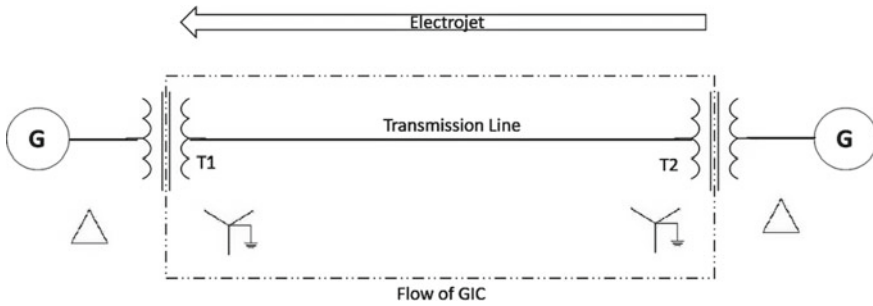 Electrojet
Transmission Line
G
G
T1
T2
Flow of GIC